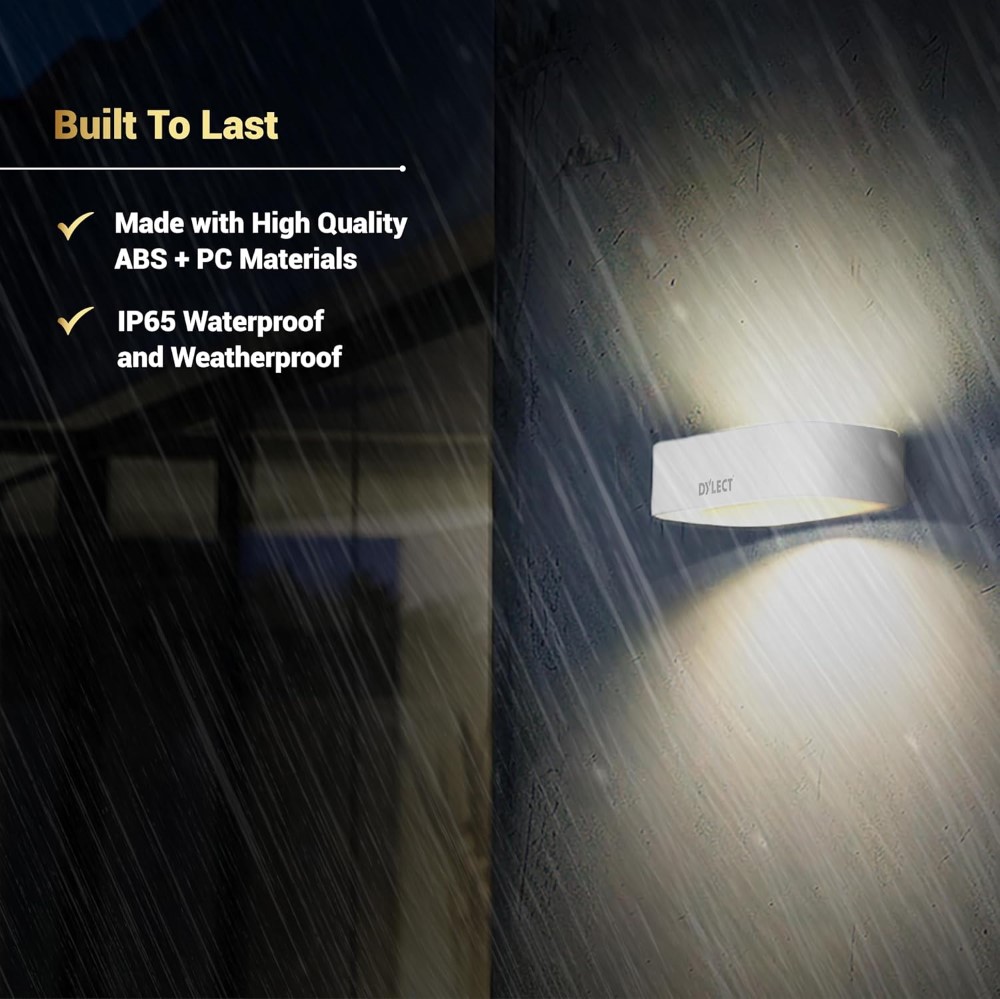 Built To Last
Made with High Quality
ABS + PC Materials
IP65 Waterproof
and Weatherproof
DYLECT